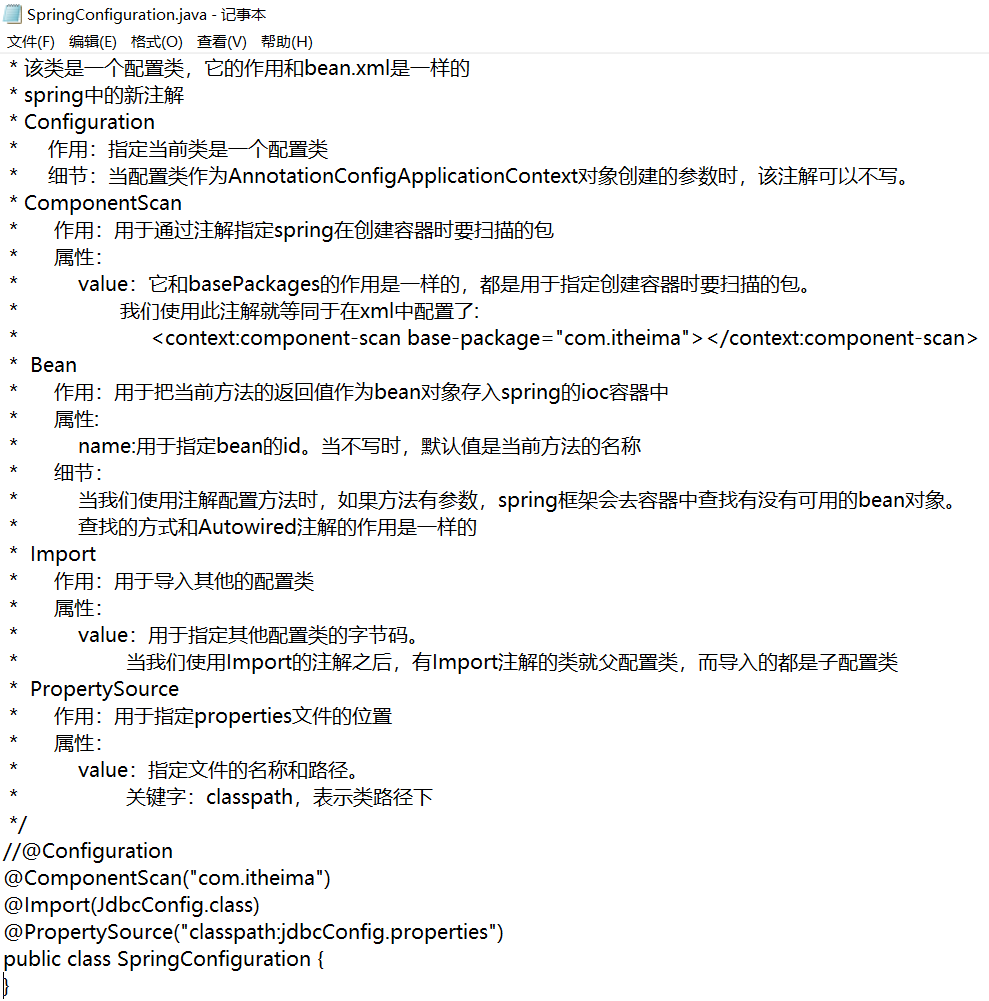 SpringConfiguration.java - 记事本
文件(F) 编辑(E) 格式(O) 查看(V) 帮助(H)
* 该类是一个配置类，它的作用和bean.xml是一样的
* spring中的新注解
* Configuration
*     作用：指定当前类是一个配置类
*     细节：当配置类作为AnnotationConfigApplicationContext对象创建的参数时，该注解可以不写。
* ComponentScan
*      作用：用于通过注解指定spring在创建容器时要扫描的包
*      属性：
*          value：它和basePackages的作用是一样的，都是用于指定创建容器时要扫描的包。
*                 我们使用此注解就等同于在xml中配置了:
*                      <context:component-scan base-package="com.itheima"></context:component-scan>
*  Bean
*      作用：用于把当前方法的返回值作为bean对象存入spring的ioc容器中
*      属性:
*          name:用于指定bean的id。当不写时，默认值是当前方法的名称
*      细节：
*          当我们使用注解配置方法时，如果方法有参数，spring框架会去容器中查找有没有可用的bean对象。
*          查找的方式和Autowired注解的作用是一样的
*  Import
*      作用：用于导入其他的配置类
*      属性：
*          value：用于指定其他配置类的字节码。
*                  当我们使用Import的注解之后，有Import注解的类就父配置类，而导入的都是子配置类
*  PropertySource
*      作用：用于指定properties文件的位置
*      属性：
*          value：指定文件的名称和路径。
*                  关键字：classpath，表示类路径下
*/
//@Configuration
@ComponentScan("com.itheima")
@Import(JdbcConfig.class)
@PropertySource("classpath:jdbcConfig.properties")
public class SpringConfiguration {
}